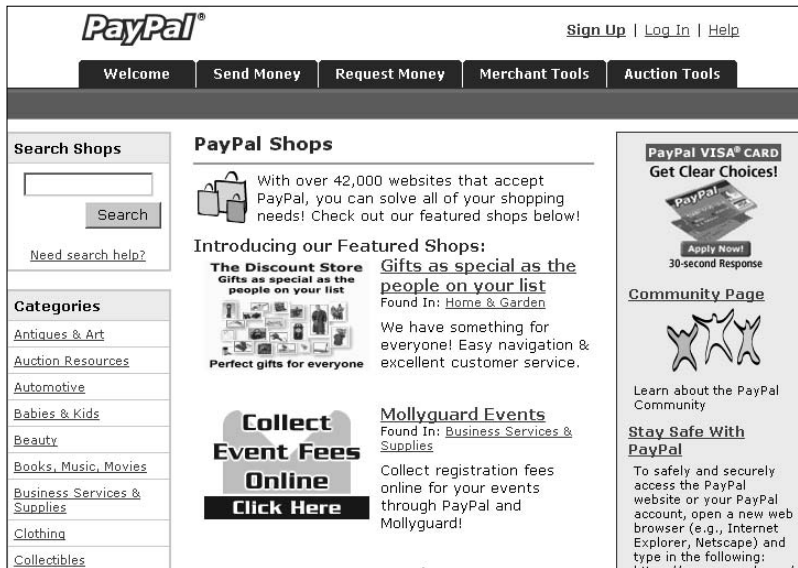 PayPal®
Sign Up | Log In | Help
Welcome
Send Money
Request Money
Merchant Tools
Auction Tools
Search Shops
Search
Need search help?
Categories
Antiques & Art
Auction Resources
Automotive
Babies & Kids
Beauty
Books, Music, Movies
Business Services &
Supplies
Clothing
Collectibles
PayPal Shops
With over 42,000 websites that accept
PayPal, you can solve all of your shopping
needs! Check out our featured shops below!
Introducing our Featured Shops:
The Discount Store
Gifts as special as the
people on your list
Perfect gifts for everyone
Gifts as special as the
people on your list
Found In: Home & Garden
We have something for
everyone! Easy navigation &
excellent customer service.
Collect
Event Fees
Online
Click Here
Mollyguard Events
Found In: Business Services &
Supplies
Collect registration fees
online for your events
through PayPal and
Mollyguard!
PayPal VISA® CARD
Get Clear Choices!
PayPal
Apply Now!
30-second Response
Community Page
Learn about the PayPal
Community
Stay Safe With
PayPal
To safely and securely
access the PayPal
website or your PayPal
account, open a new web
browser (e.g., Internet
Explorer, Netscape) and
type in the following: